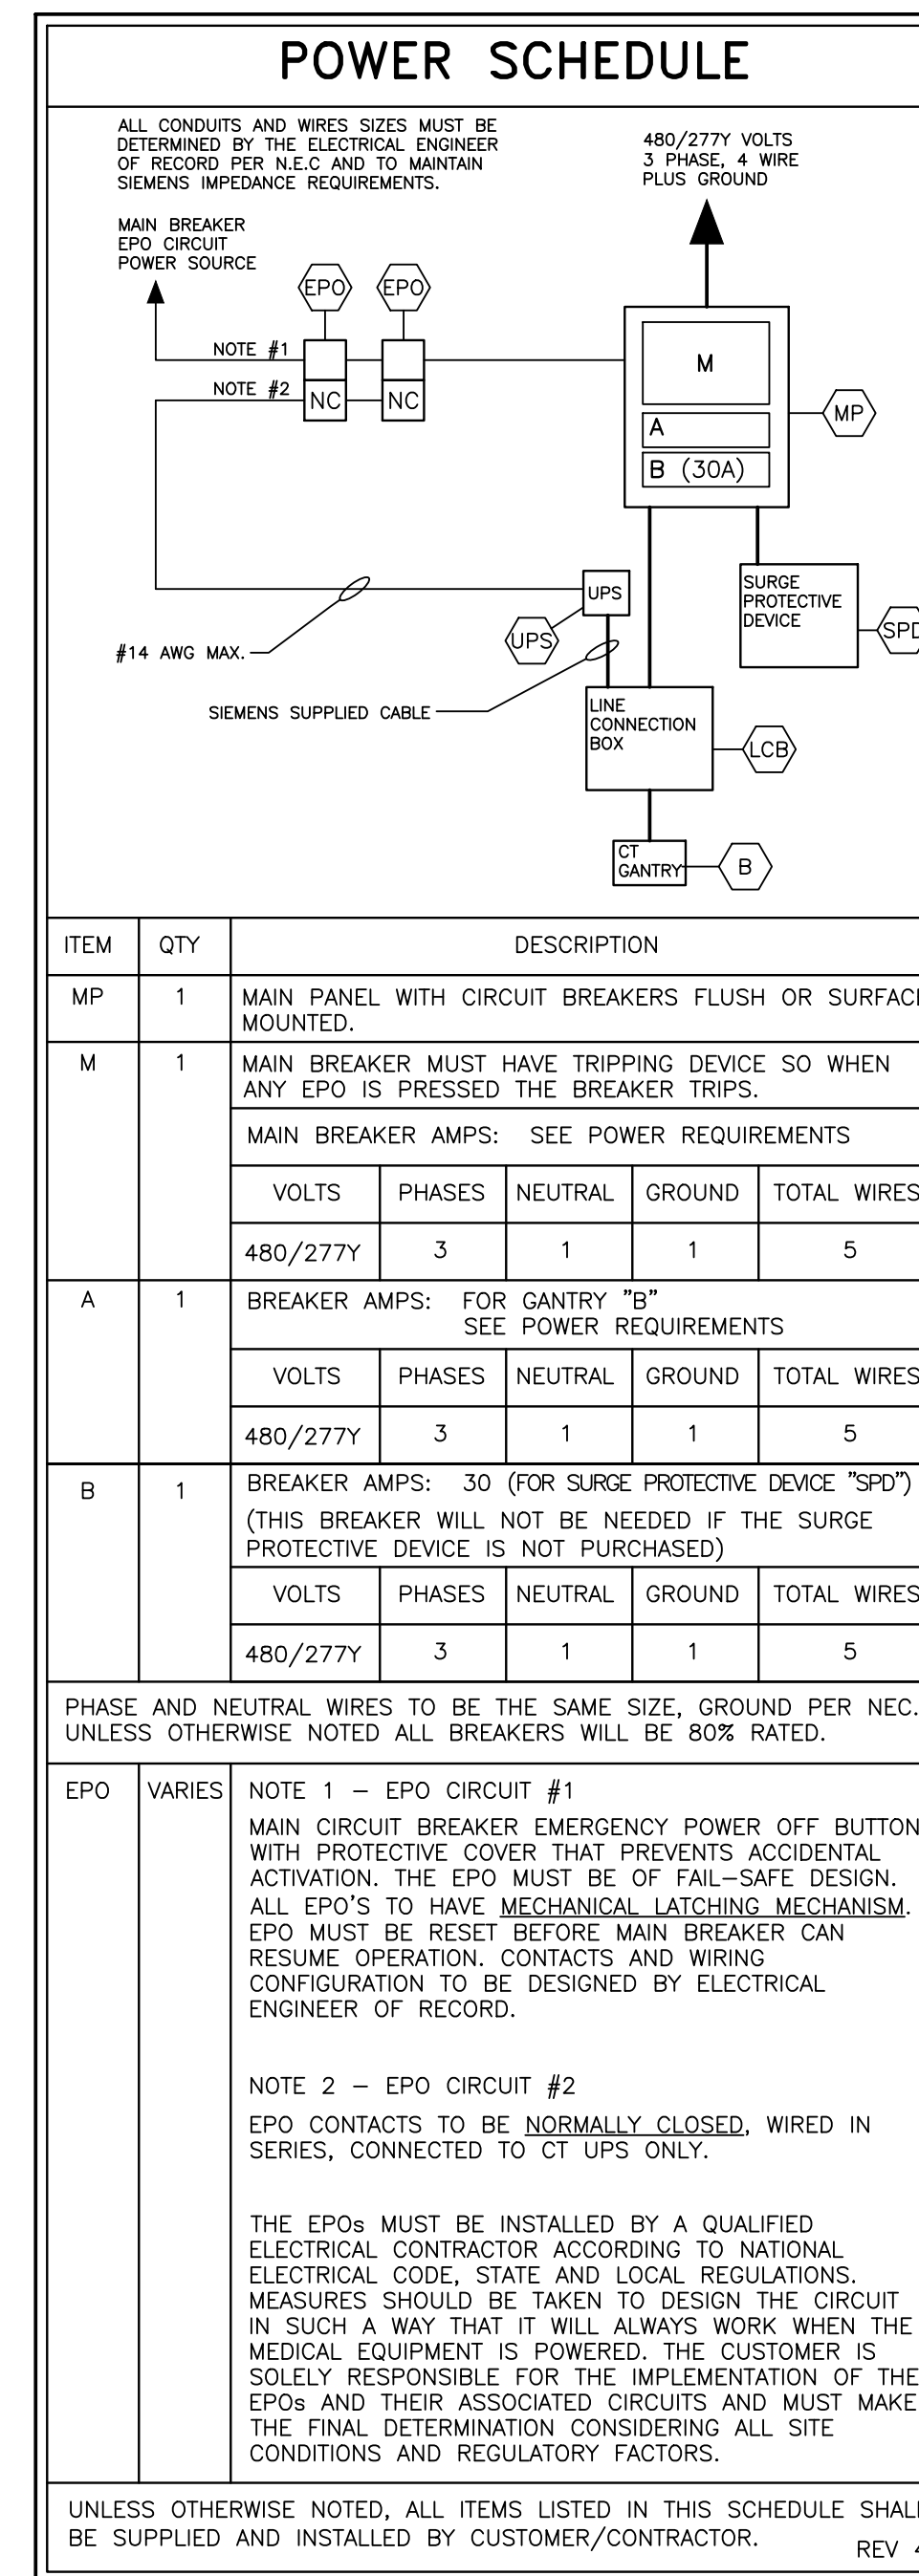 POWER SCHEDULE
ALL CONDUITS AND WIRES SIZES MUST BE
DETERMINED BY THE ELECTRICAL ENGINEER
OF RECORD PER N.E.C AND TO MAINTAIN
SIEMENS IMPEDANCE REQUIREMENTS.
480/277Y VOLTS
3 PHASE, 4 WIRE
PLUS GROUND
MAIN BREAKER
EPO CIRCUIT
POWER SOURCE
EPO
EPO
NOTE #1
NOTE #2
NC
NC
M
A
B (30A)
MP
UPS
UPS
SURGE
PROTECTIVE
DEVICE
SPD
#14 AWG MAX.
SIEMENS SUPPLIED CABLE
LINE
CONNECTION
BOX
LCB
CT
GANTRY
B
ITEM QTY DESCRIPTION
MP 1 MAIN PANEL WITH CIRCUIT BREAKERS FLUSH OR SURFACE
MOUNTED.
M 1 MAIN BREAKER MUST HAVE TRIPPING DEVICE SO WHEN
ANY EPO IS PRESSED THE BREAKER TRIPS.
MAIN BREAKER AMPS: SEE POWER REQUIREMENTS
VOLTS PHASES NEUTRAL GROUND TOTAL WIRES
480/277Y 3 1 1 5
A 1 BREAKER AMPS: FOR GANTRY "B"
SEE POWER REQUIREMENTS
VOLTS PHASES NEUTRAL GROUND TOTAL WIRES
480/277Y 3 1 1 5
B 1 BREAKER AMPS: 30 (FOR SURGE PROTECTIVE DEVICE "SPD")
(THIS BREAKER WILL NOT BE NEEDED IF THE SURGE
PROTECTIVE DEVICE IS NOT PURCHASED)
VOLTS PHASES NEUTRAL GROUND TOTAL WIRES
480/277Y 3 1 1 5
PHASE AND NEUTRAL WIRES TO BE THE SAME SIZE, GROUND PER NEC.
UNLESS OTHERWISE NOTED ALL BREAKERS WILL BE 80% RATED.
EPO VARIES NOTE 1 – EPO CIRCUIT #1
MAIN CIRCUIT BREAKER EMERGENCY POWER OFF BUTTON
WITH PROTECTIVE COVER THAT PREVENTS ACCIDENTAL
ACTIVATION. THE EPO MUST BE OF FAIL–SAFE DESIGN.
ALL EPO'S TO HAVE MECHANICAL LATCHING MECHANISM.
EPO MUST BE RESET BEFORE MAIN BREAKER CAN
RESUME OPERATION. CONTACTS AND WIRING
CONFIGURATION TO BE DESIGNED BY ELECTRICAL
ENGINEER OF RECORD.
NOTE 2 – EPO CIRCUIT #2
EPO CONTACTS TO BE NORMALLY CLOSED, WIRED IN
SERIES, CONNECTED TO CT UPS ONLY.
THE EPOs MUST BE INSTALLED BY A QUALIFIED
ELECTRICAL CONTRACTOR ACCORDING TO NATIONAL
ELECTRICAL CODE, STATE AND LOCAL REGULATIONS.
MEASURES SHOULD BE TAKEN TO DESIGN THE CIRCUIT
IN SUCH A WAY THAT IT WILL ALWAYS WORK WHEN THE
MEDICAL EQUIPMENT IS POWERED. THE CUSTOMER IS
SOLELY RESPONSIBLE FOR THE IMPLEMENTATION OF THE
EPOs AND THEIR ASSOCIATED CIRCUITS AND MUST MAKE
THE FINAL DETERMINATION CONSIDERING ALL SITE
CONDITIONS AND REGULATORY FACTORS.
UNLESS OTHERWISE NOTED, ALL ITEMS LISTED IN THIS SCHEDULE SHALL
BE SUPPLIED AND INSTALLED BY CUSTOMER/CONTRACTOR.
REV